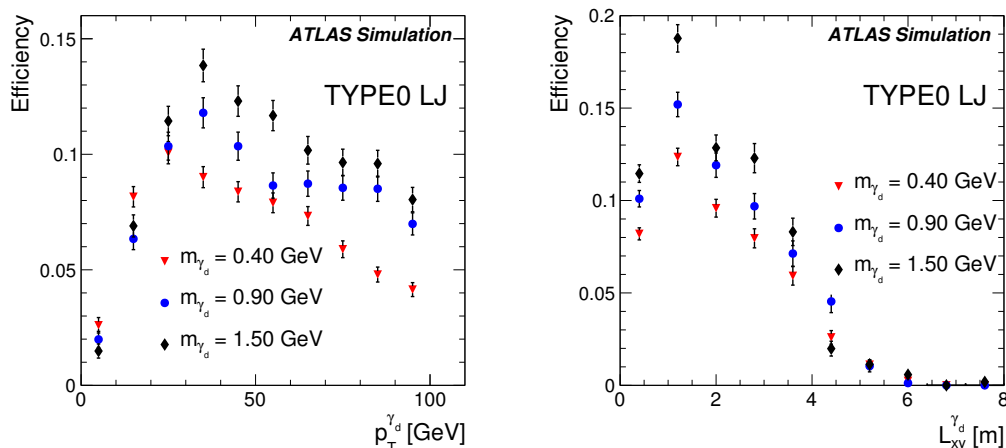 Efficiency
0.15
0.1
0.05
0
ATLAS Simulation
TYPE0 LJ
m_γd = 0.40 GeV
m_γd = 0.90 GeV
m_γd = 1.50 GeV
0 50 100
p_T^γd [GeV]
Efficiency
0.2
0.15
0.1
0.05
0
ATLAS Simulation
TYPE0 LJ
m_γd = 0.40 GeV
m_γd = 0.90 GeV
m_γd = 1.50 GeV
0 2 4 6 8
L_xy^γd [m]